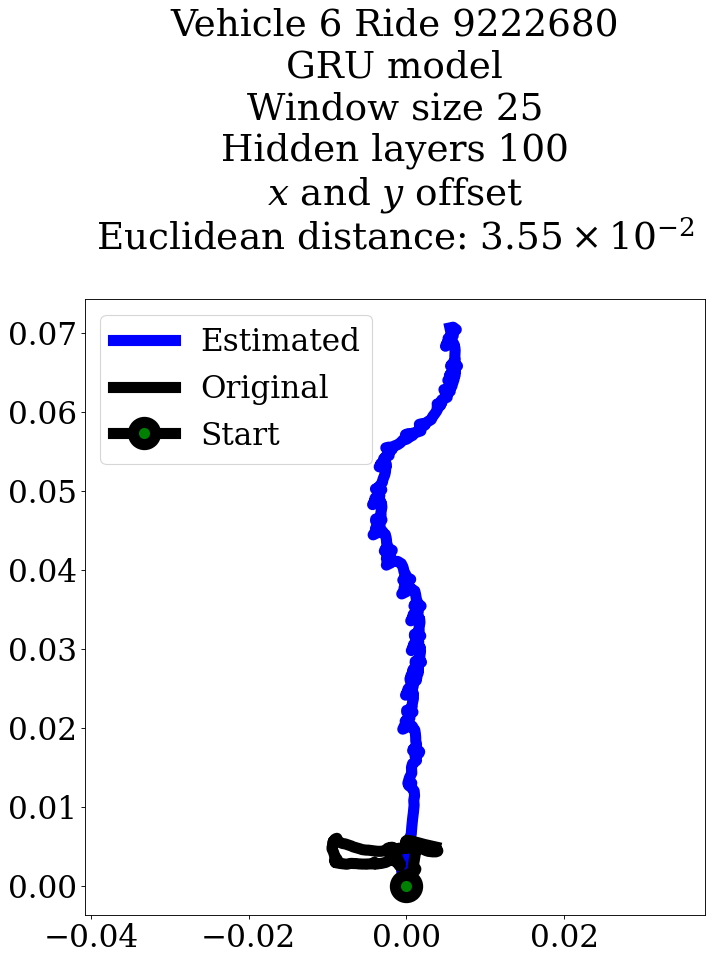 Vehicle 6 Ride 9222680
GRU model
Window size 25
Hidden layers 100
x and y offset
Euclidean distance: 3.55 × 10⁻²
Estimated
Original
Start
0.07
0.06
0.05
0.04
0.03
0.02
0.01
0.00
−0.04 −0.02 0.00 0.02